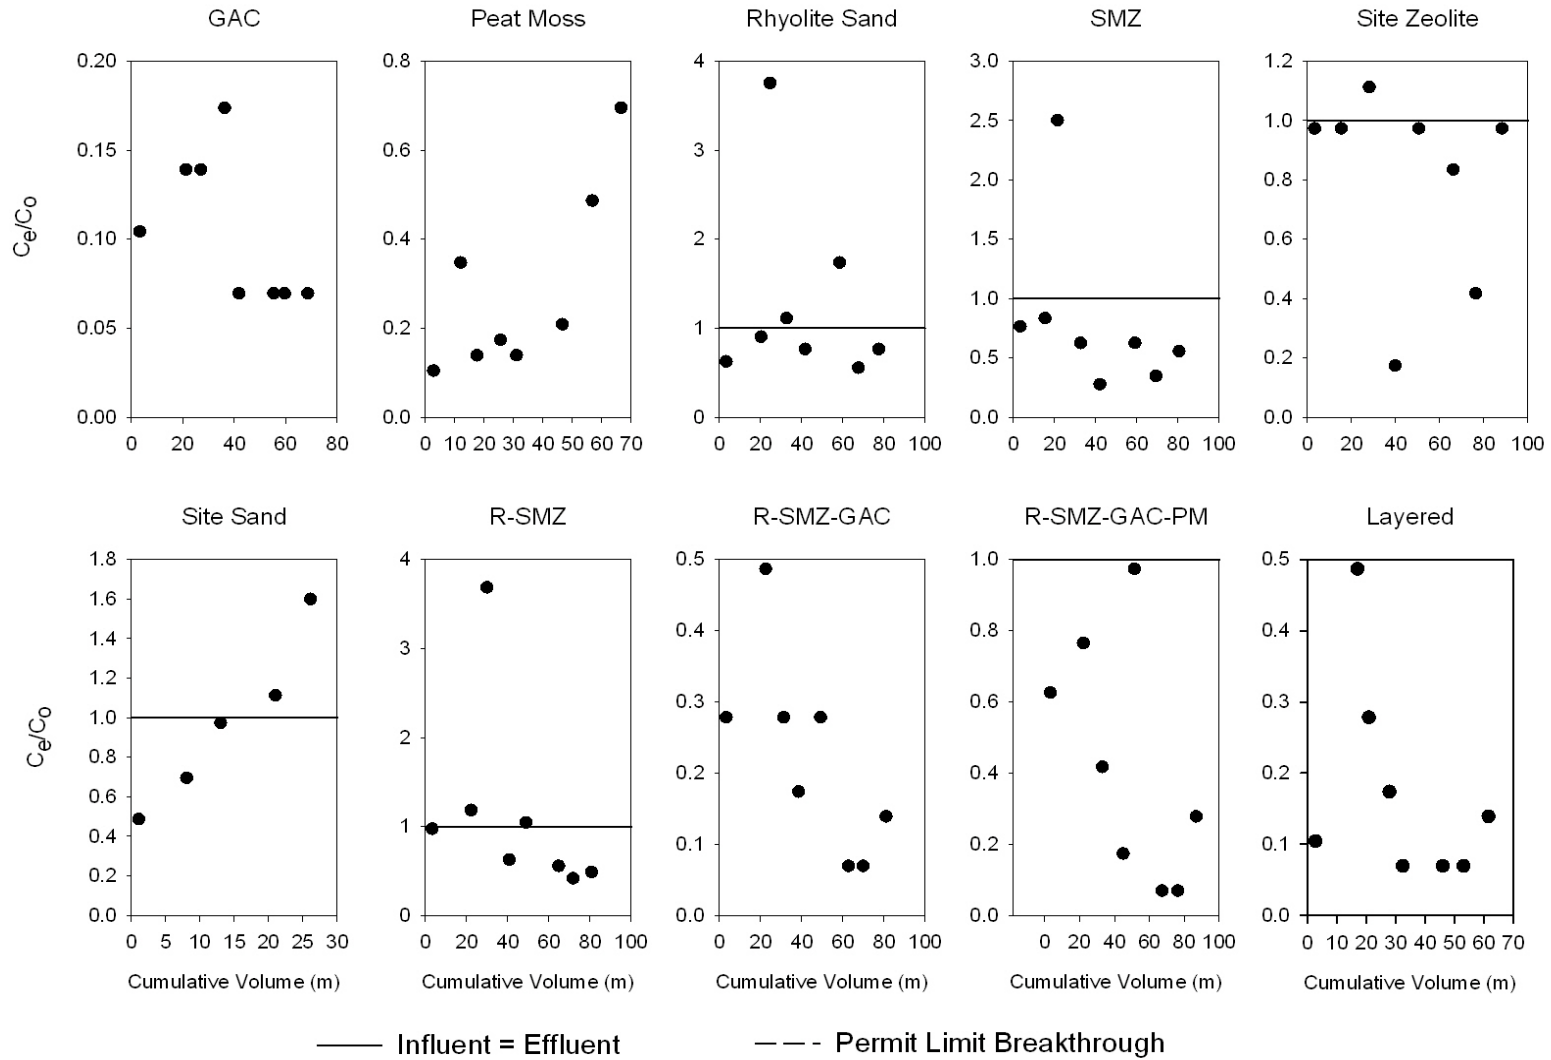 GAC Peat Moss Rhyolite Sand SMZ Site Zeolite
0.20 0.8 4 3.0 1.2
2.5 1.0
0.15 0.6 3
2.0 0.8
Ce/Co
0.10 0.4 2 1.5 0.6
1.0 0.4
0.05 0.2 1
0.5 0.2
0.00 0.0 0 0.0 0.0
0 20 40 60 80 0 10 20 30 40 50 60 70 0 20 40 60 80 100 0 20 40 60 80 100 0 20 40 60 80 100
Site Sand R-SMZ R-SMZ-GAC R-SMZ-GAC-PM Layered
1.8 4 0.5 1.0 0.5
1.6
1.4 0.4 0.8 0.4
1.2 3
1.0 0.3 0.6 0.3
Ce/Co
0.8 2
0.6 0.2 0.4 0.2
0.4 1 0.1 0.2 0.1
0.2
0.0 0 0.0 0.0 0.0
0 5 10 15 20 25 30 0 20 40 60 80 100 0 20 40 60 80 100 0 20 40 60 80 100 0 10 20 30 40 50 60 70
Cumulative Volume (m) Cumulative Volume (m) Cumulative Volume (m) Cumulative Volume (m) Cumulative Volume (m)
Influent = Effluent Permit Limit Breakthrough